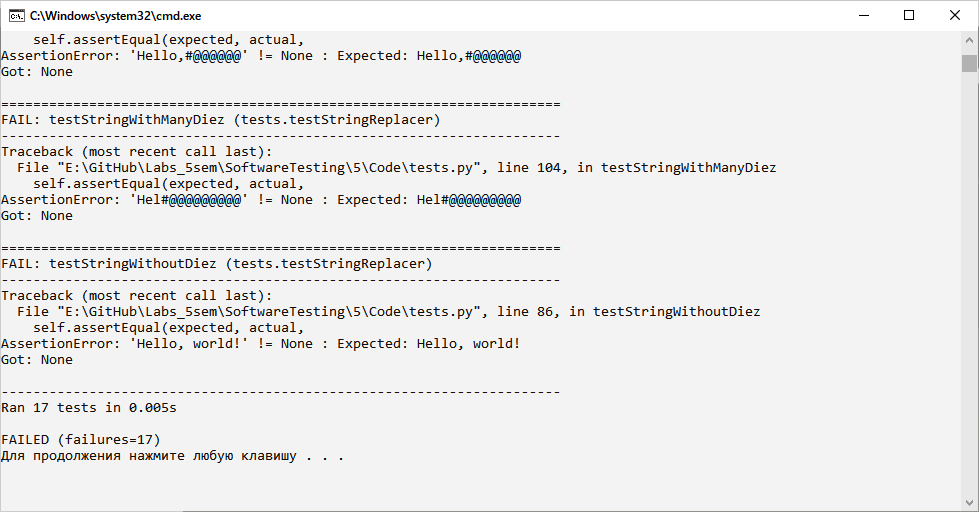 C:\Windows\system32\cmd.exe
self.assertEqual(expected, actual,
AssertionError: 'Hello,#@@@@@@' != None : Expected: Hello,#@@@@@@
Got: None
======================================================================
FAIL: testStringWithManyDiez (tests.testStringReplacer)
----------------------------------------------------------------------
Traceback (most recent call last):
File "E:\GitHub\Labs_5sem\SoftwareTesting\5\Code\tests.py", line 104, in testStringWithManyDiez
self.assertEqual(expected, actual,
AssertionError: 'Hel#@@@@@@@@@' != None : Expected: Hel#@@@@@@@@@
Got: None
======================================================================
FAIL: testStringWithoutDiez (tests.testStringReplacer)
----------------------------------------------------------------------
Traceback (most recent call last):
File "E:\GitHub\Labs_5sem\SoftwareTesting\5\Code\tests.py", line 86, in testStringWithoutDiez
self.assertEqual(expected, actual,
AssertionError: 'Hello, world!' != None : Expected: Hello, world!
Got: None
----------------------------------------------------------------------
Ran 17 tests in 0.005s
FAILED (failures=17)
Для продолжения нажмите любую клавишу . . .